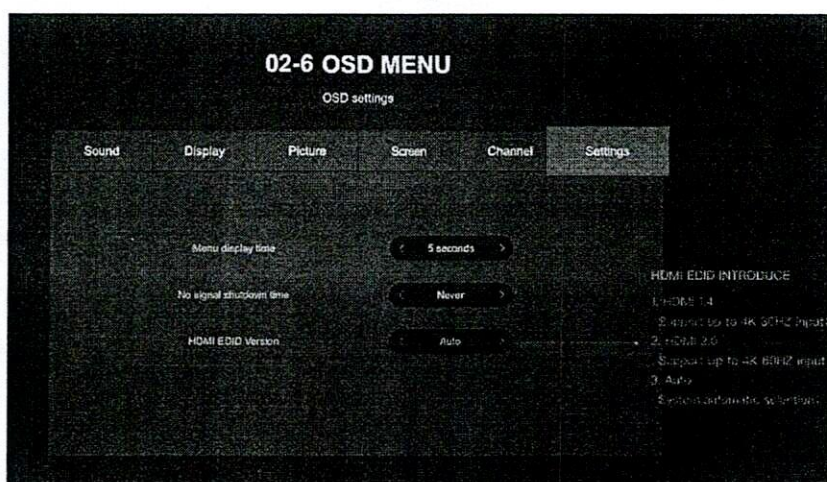 02-6 OSD MENU
OSD settings
Sound Display Picture Screen Channel Settings
Menu display time < 5 seconds >
No signal shutdown time < Never >
HDMI EDID Version < Auto >
HDMI EDID INTRODUCE
1. HDMI 1.4
Support up to 4K 30HZ input
2. HDMI 2.0
Support up to 4K 60HZ input
3. Auto
System automatic selection